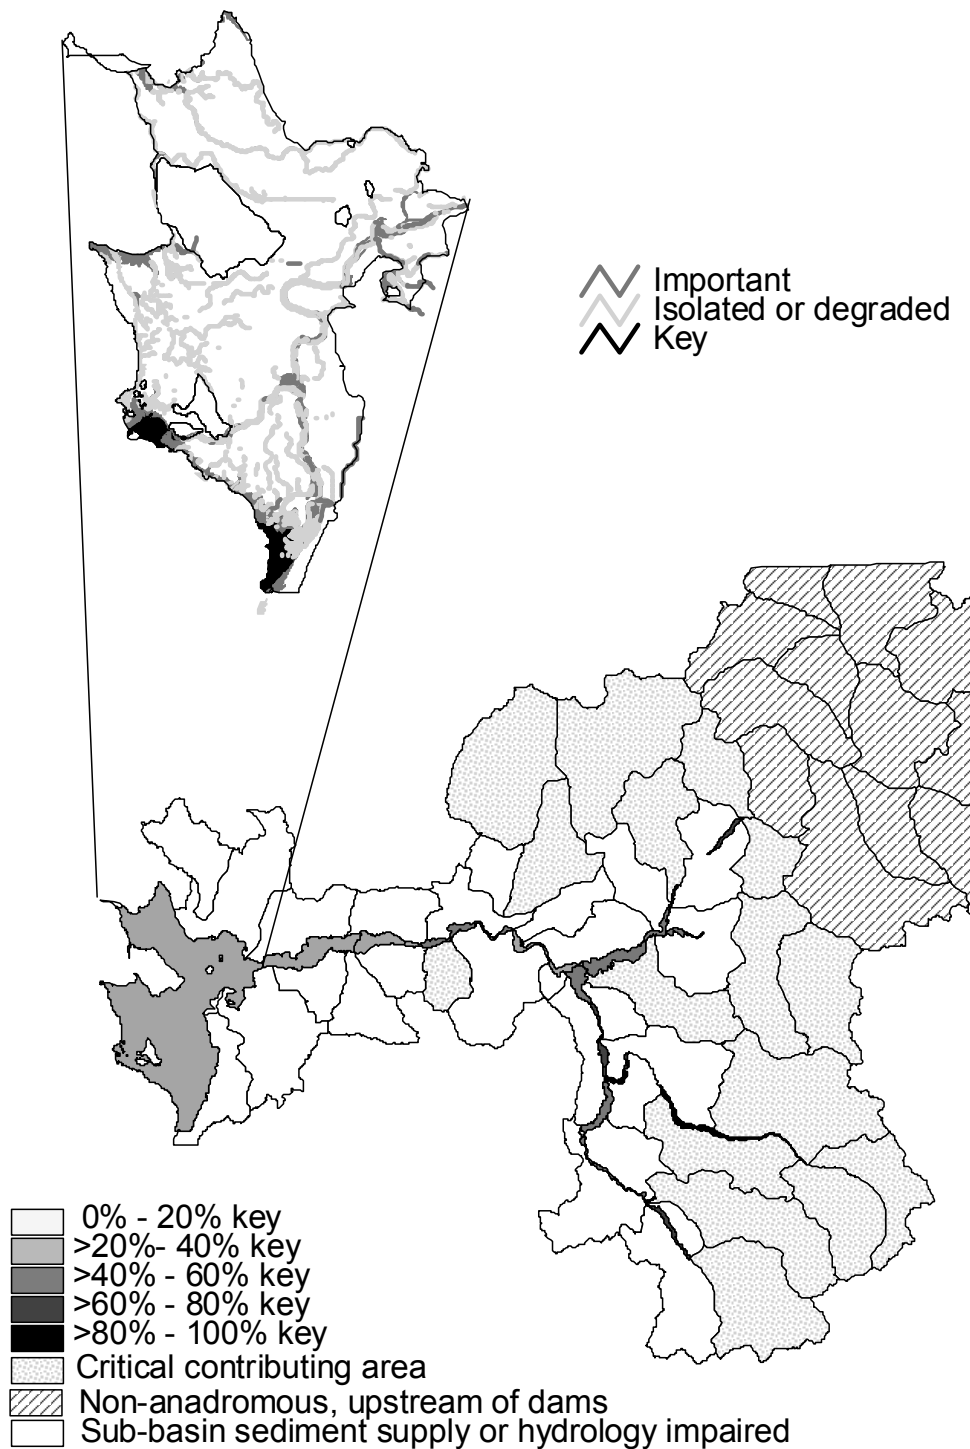 Important
Isolated or degraded
Key
0% - 20% key
>20%- 40% key
>40% - 60% key
>60% - 80% key
>80% - 100% key
Critical contributing area
Non-anadromous, upstream of dams
Sub-basin sediment supply or hydrology impaired